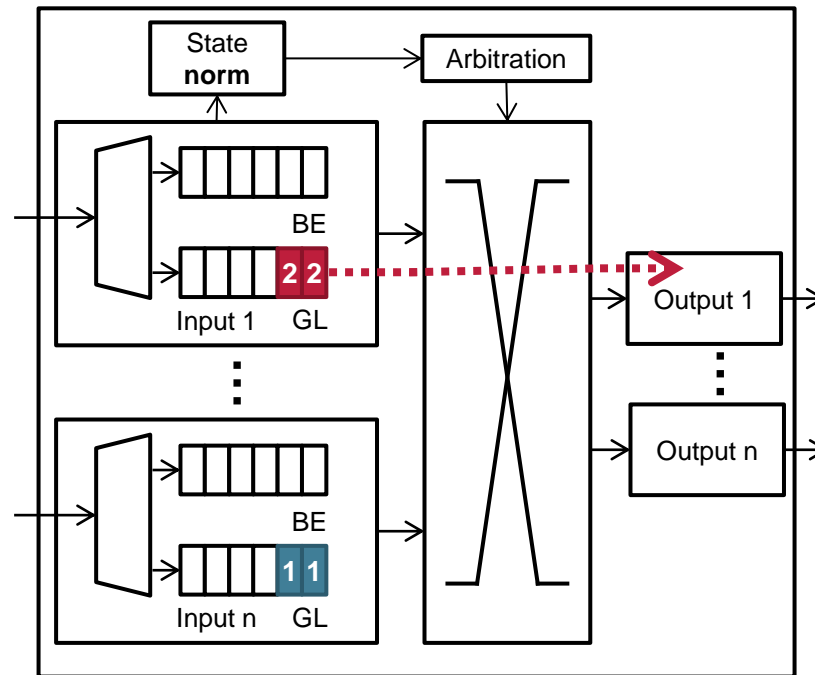 State
norm
Arbitration
BE
2 2
Input 1 GL
Output 1
Output n
BE
1 1
Input n GL